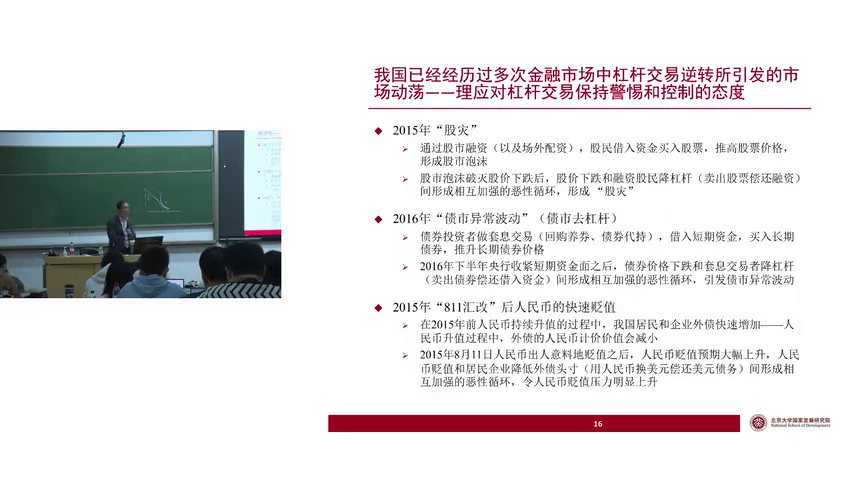 我国已经经历过多次金融市场中杠杆交易逆转所引发的市
场动荡——理应对杠杆交易保持警惕和控制的态度
◆ 2015年“股灾”
➢ 通过股市融资（以及场外配资），股民借入资金买入股票，推高股票价格，
形成股市泡沫
➢ 股市泡沫破灭股价下跌后，股价下跌和融资股民降杠杆（卖出股票偿还融资）
间形成相互加强的恶性循环，形成 “股灾”
◆ 2016年“债市异常波动”（债市去杠杆）
➢ 债券投资者做套息交易（回购养券、债券代持），借入短期资金，买入长期
债券，推升长期债券价格
➢ 2016年下半年央行收紧短期资金面之后，债券价格下跌和套息交易者降杠杆
（卖出债券偿还借入资金）间形成相互加强的恶性循环，引发债市异常波动
◆ 2015年“811汇改”后人民币的快速贬值
➢ 在2015年前人民币持续升值的过程中，我国居民和企业外债快速增加——人
民币升值过程中，外债的人民币计价价值会减小
➢ 2015年8月11日人民币出人意料地贬值之后，人民币贬值预期大幅上升，人民
币贬值和居民企业降低外债头寸（用人民币换美元偿还美元债务）间形成相
互加强的恶性循环，令人民币贬值压力明显上升
16
北京大学国家发展研究院
National School of Development